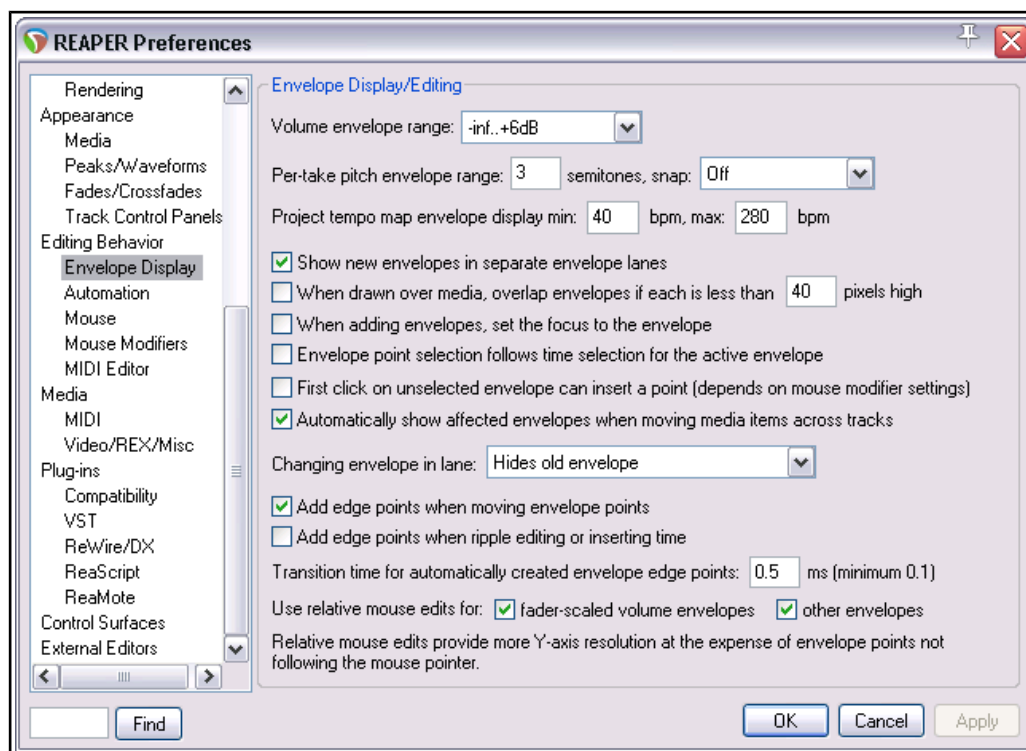 REAPER Preferences
Rendering
Appearance
Media
Peaks/Waveforms
Fades/Crossfades
Track Control Panels
Editing Behavior
Envelope Display
Automation
Mouse
Mouse Modifiers
MIDI Editor
Media
MIDI
Video/REX/Misc
Plug-ins
Compatibility
VST
ReWire/DX
ReaScript
ReaMote
Control Surfaces
External Editors
Find
Envelope Display/Editing
Volume envelope range: -inf..+6dB
Per-take pitch envelope range: 3 semitones, snap: Off
Project tempo map envelope display min: 40 bpm, max: 280 bpm
Show new envelopes in separate envelope lanes
When drawn over media, overlap envelopes if each is less than 40 pixels high
When adding envelopes, set the focus to the envelope
Envelope point selection follows time selection for the active envelope
First click on unselected envelope can insert a point (depends on mouse modifier settings)
Automatically show affected envelopes when moving media items across tracks
Changing envelope in lane: Hides old envelope
Add edge points when moving envelope points
Add edge points when ripple editing or inserting time
Transition time for automatically created envelope edge points: 0.5 ms (minimum 0.1)
Use relative mouse edits for: fader-scaled volume envelopes other envelopes
Relative mouse edits provide more Y-axis resolution at the expense of envelope points not
following the mouse pointer.
OK Cancel Apply